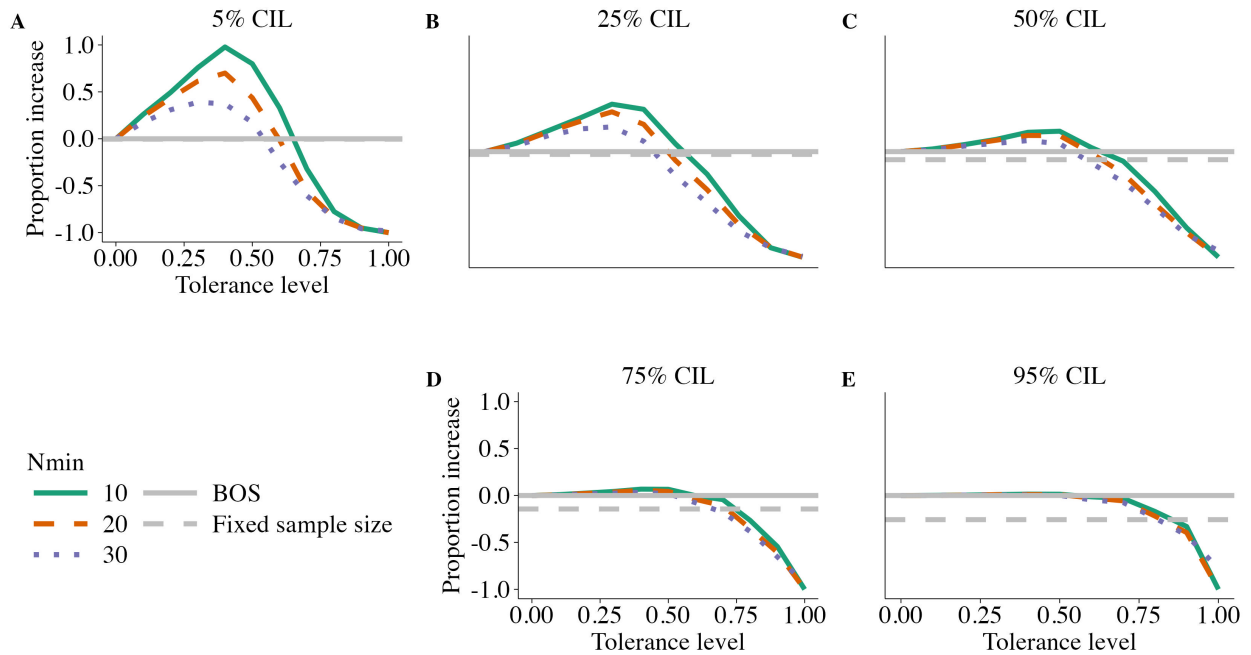 A
5% CIL
B
25% CIL
C
50% CIL
Proportion increase
1.0
0.5
0.0
-0.5
-1.0
0.00 0.25 0.50 0.75 1.00
Tolerance level
D
75% CIL
E
95% CIL
Proportion increase
1.0
0.5
0.0
-0.5
-1.0
0.00 0.25 0.50 0.75 1.00
Tolerance level
0.00 0.25 0.50 0.75 1.00
Tolerance level
Nmin
10 BOS
20 Fixed sample size
30